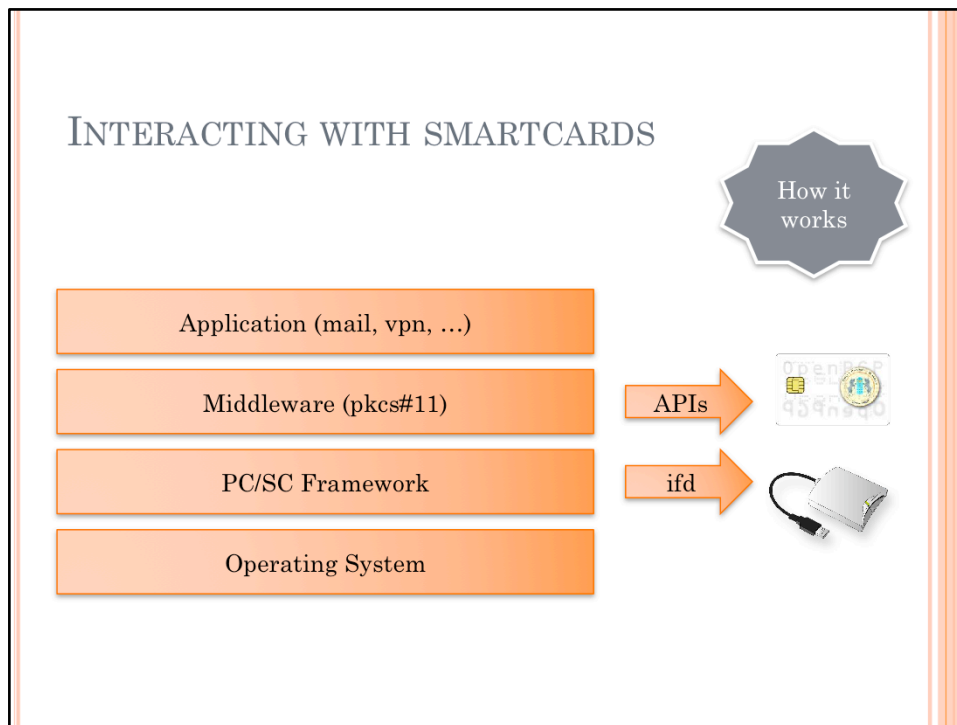 INTERACTING WITH SMARTCARDS
How it
works
Application (mail, vpn, …)
Middleware (pkcs#11)
APIs
OpenPGP
PC/SC Framework
ifd
Operating System